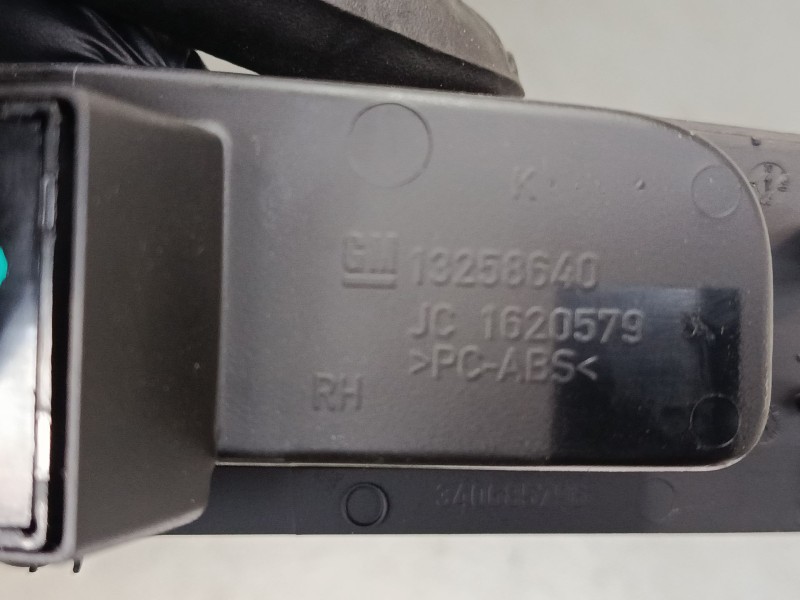 K
GM 13258640
JC 1620579
>PC-ABS<
RH